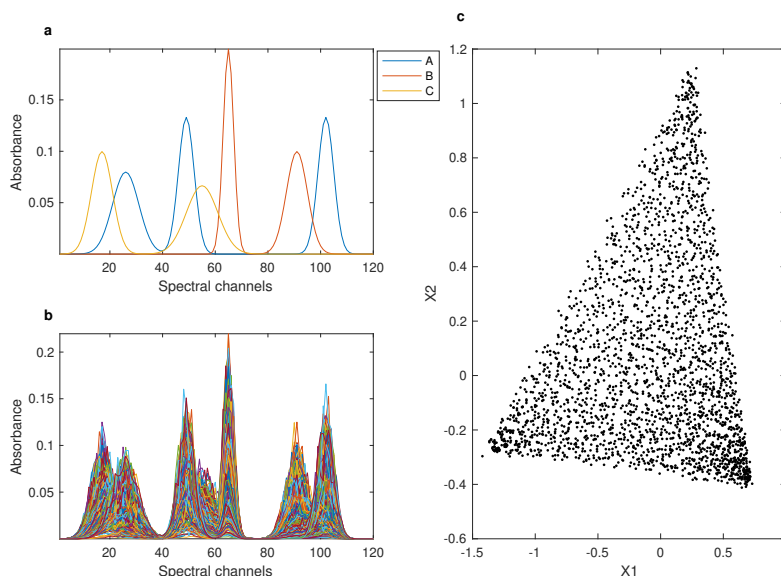 a
0.15
0.1
0.05
Absorbance
20 40 60 80 100 120
Spectral channels
A
B
C
b
0.2
0.15
0.1
0.05
Absorbance
20 40 60 80 100 120
Spectral channels
c
1.2
1
0.8
0.6
0.4
0.2
0
-0.2
-0.4
-0.6
X2
-1.5 -1 -0.5 0 0.5
X1